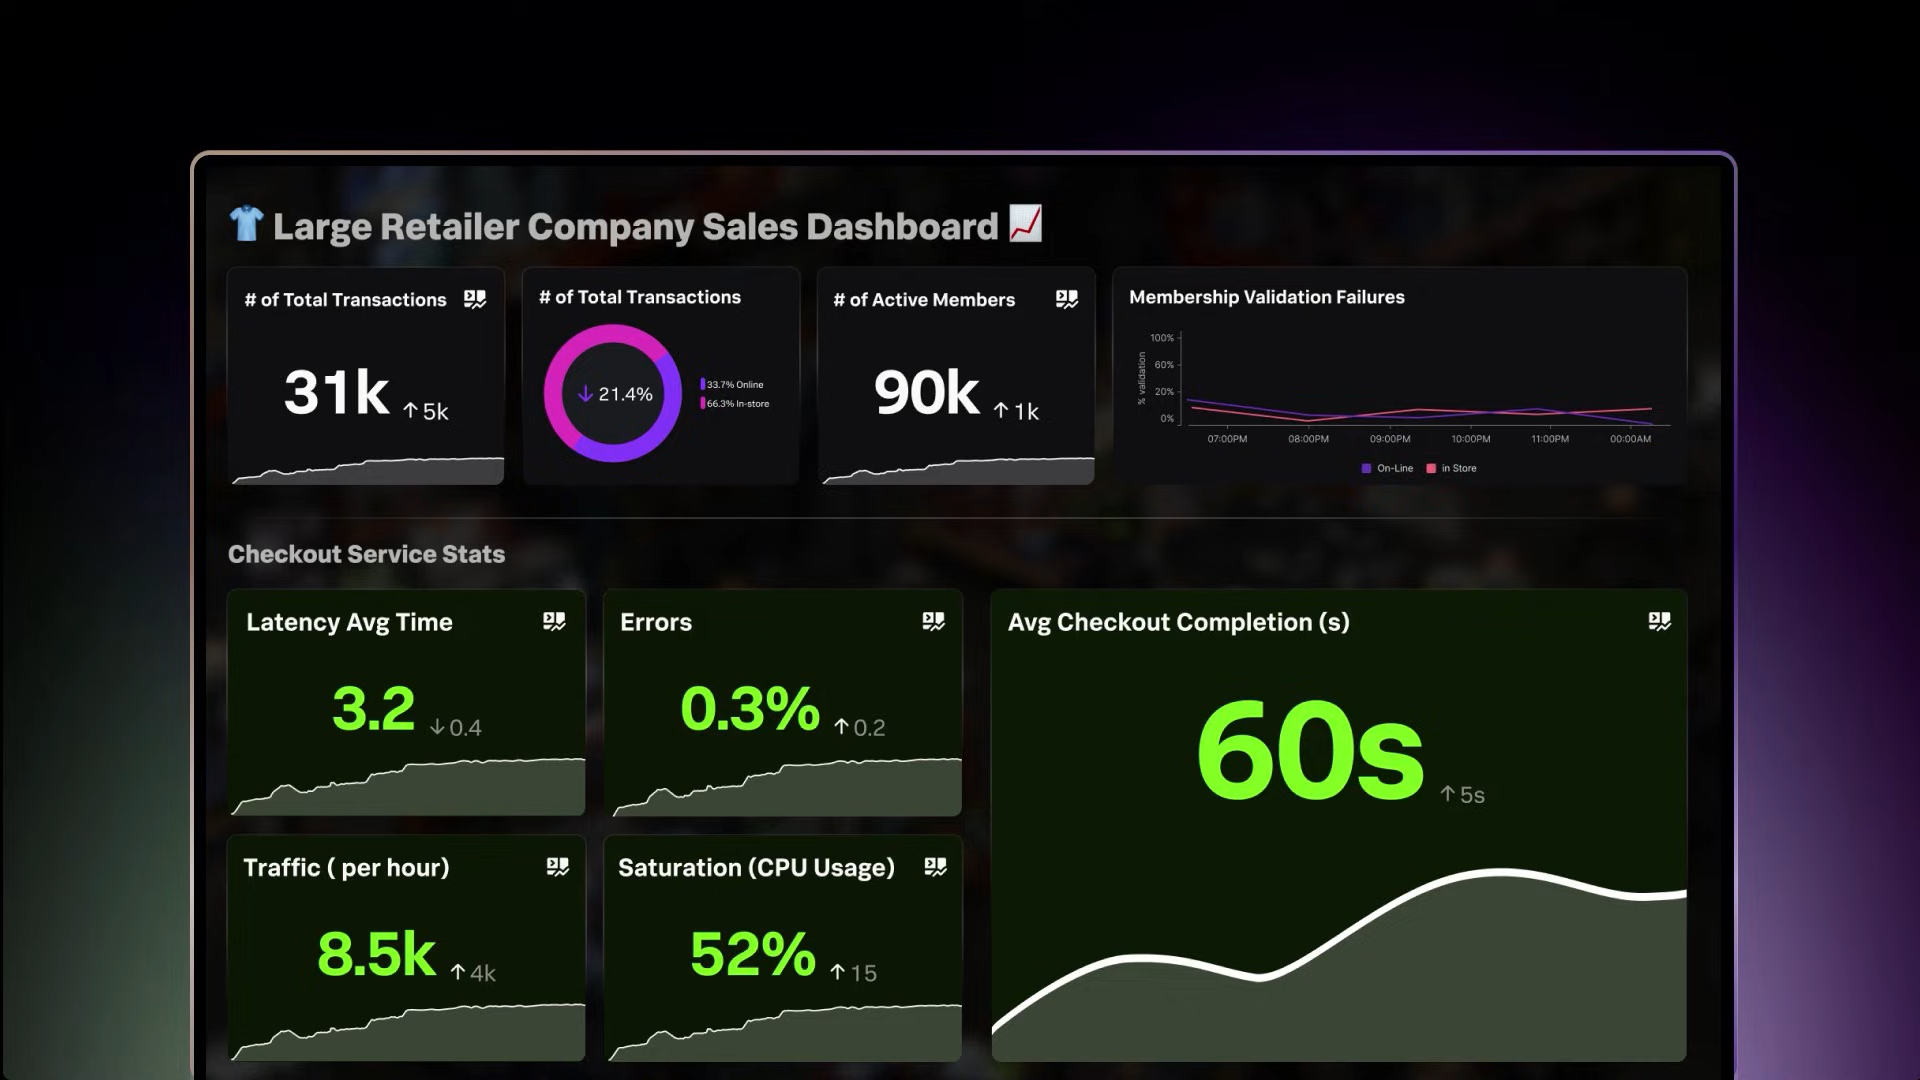 Large Retailer Company Sales Dashboard
# of Total Transactions
31k ↑5k
# of Total Transactions
↓ 21.4%
33.7% Online
66.3% In-store
# of Active Members
90k ↑1k
Membership Validation Failures
% validation
100%
60%
20%
0%
07:00PM 08:00PM 09:00PM 10:00PM 11:00PM 00:00AM
On-Line in Store
Checkout Service Stats
Latency Avg Time
3.2 ↓0.4
Errors
0.3% ↑0.2
Avg Checkout Completion (s)
60s ↑5s
Traffic ( per hour)
8.5k ↑4k
Saturation (CPU Usage)
52% ↑15